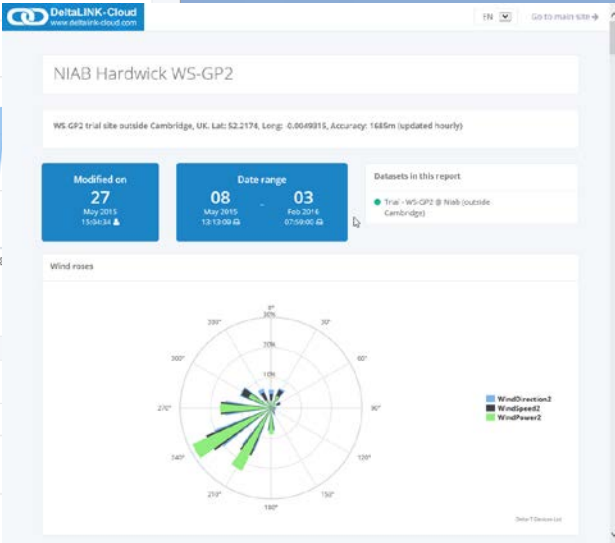 DeltaLINK-Cloud
www.deltalink-cloud.com
EN
Go to main site
NIAB Hardwick WS-GP2
WS-GP2 trial site outside Cambridge, UK. Lat: 52.2174, Long: -0.0049315, Accuracy: 1685m (updated hourly)
Modified on
27
May 2015
15:04:34
Date range
08 - 03
May 2015 Feb 2016
13:13:09 07:59:00
Datasets in this report
Trial - WS-GP2 @ Niab (outside
Cambridge)
Wind roses
0°
30%
330° 30°
20%
300° 60°
10%
270° 90°
WindDirection2
WindSpeed2
WindPower2
240° 120°
210° 150°
180°
Delta-T Devices Ltd